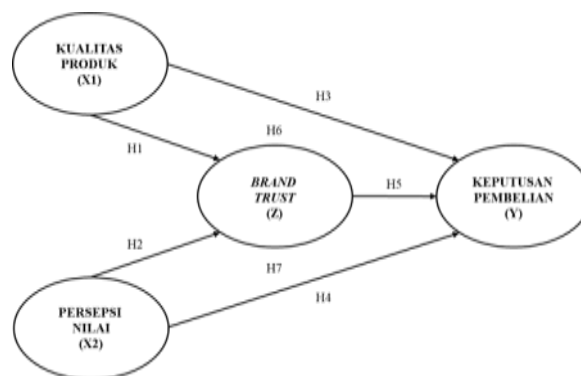 KUALITAS
PRODUK
(X1)
H3
H6
H1
BRAND
TRUST
(Z)
H5
KEPUTUSAN
PEMBELIAN
(Y)
H2
H7
H4
PERSEPSI
NILAI
(X2)